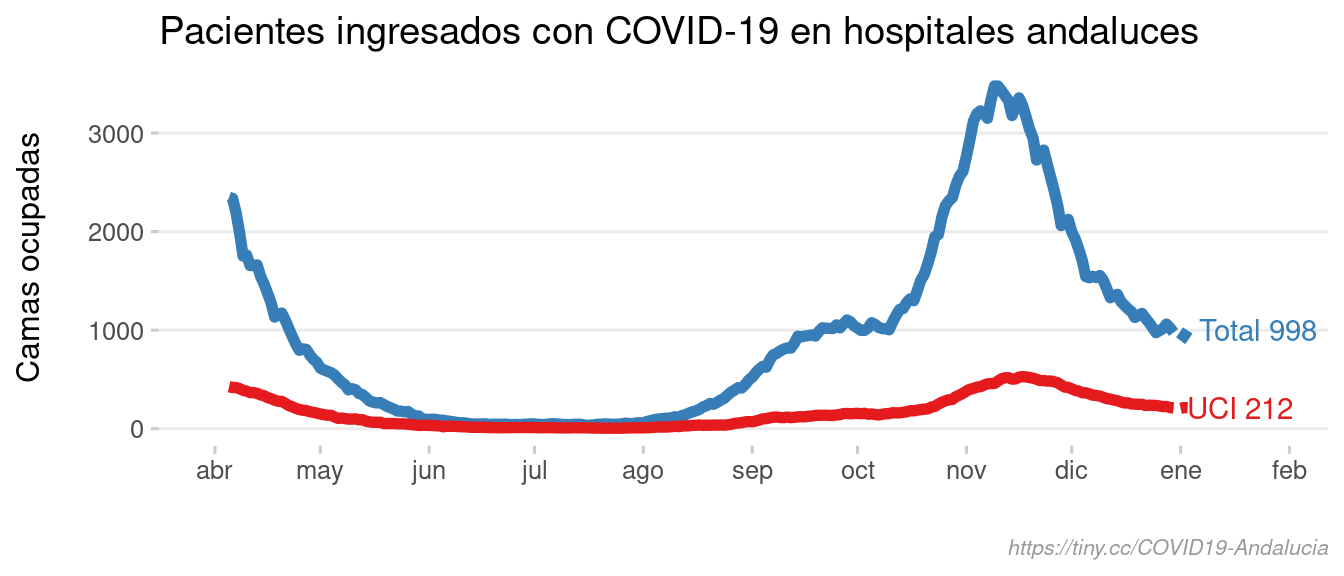 Pacientes ingresados con COVID-19 en hospitales andaluces
Camas ocupadas
3000
2000
1000
0
Total 998
UCI 212
abr may jun jul ago sep oct nov dic ene feb
https://tiny.cc/COVID19-Andalucia